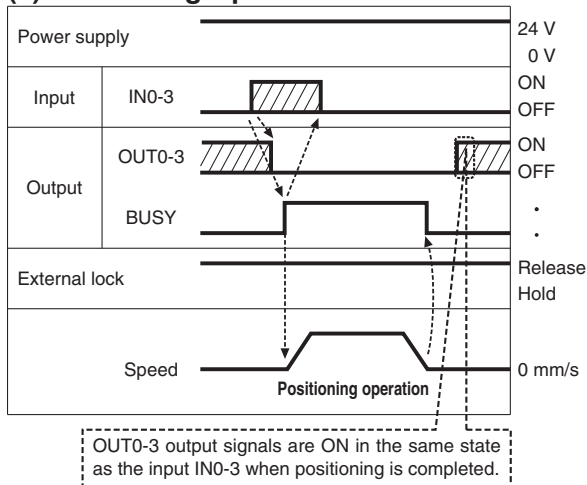 Power supply
24 V
0 V
Input
IN0-3
ON
OFF
Output
OUT0-3
ON
OFF
BUSY
External lock
Release
Hold
Speed
0 mm/s
Positioning operation
OUT0-3 output signals are ON in the same state
as the input IN0-3 when positioning is completed.